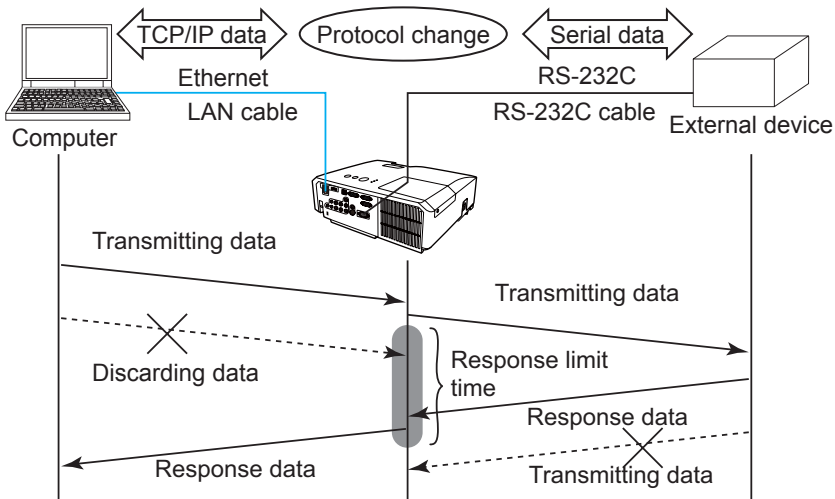 TCP/IP data
Protocol change
Serial data
Ethernet
RS-232C
LAN cable
RS-232C cable
Computer
External device
Transmitting data
Transmitting data
Discarding data
Response limit
time
Response data
Response data
Transmitting data